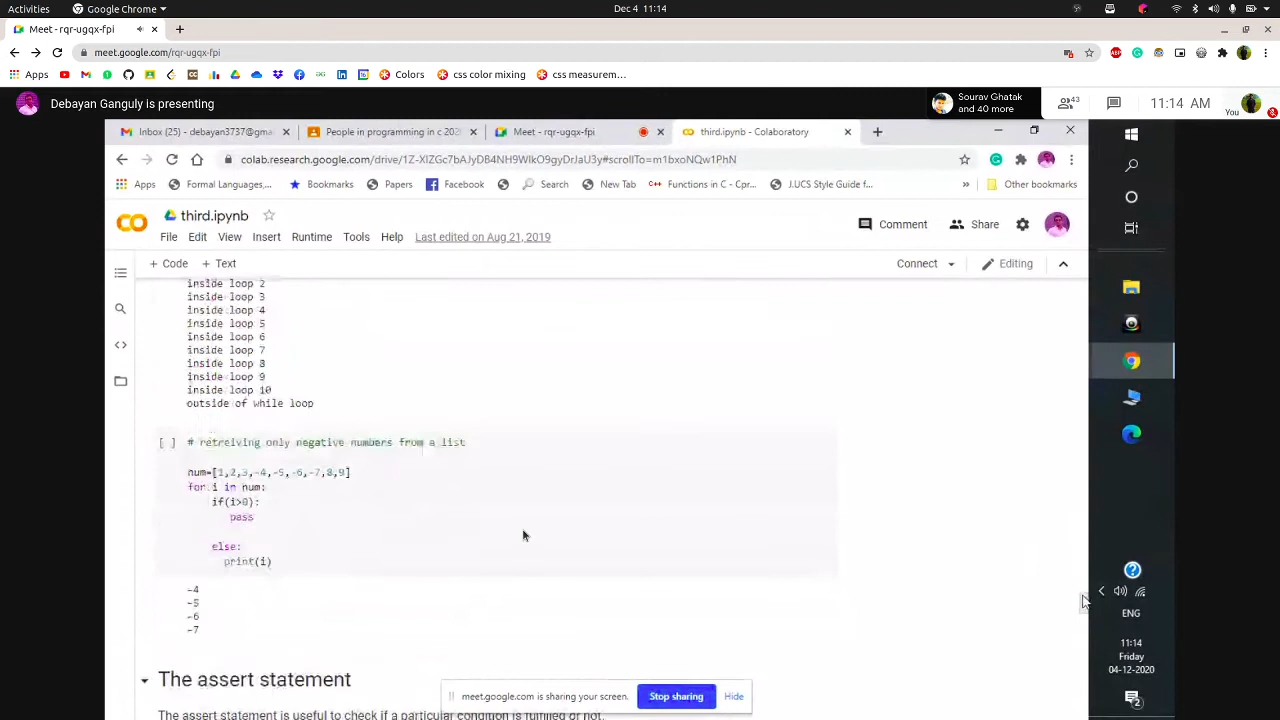 Activities
Google Chrome
Dec 4 11:14
Meet - rqr-ugqx-fpi
meet.google.com/rqr-ugqx-fpi
Apps
Colors
css color mixing
css measurem...
Debayan Ganguly is presenting
Sourav Ghatak
and 40 more
43
11:14 AM
You
Inbox (25) - debayan3737@gma
People in programming in c 202
Meet - rqr-ugqx-fpi
third.ipynb - Colaboratory
colab.research.google.com/drive/1Z-XIZGc7bAJyDB4NH9WIkO9gyDrJaU3y#scrollTo=m1bxoNQw1PhN
Apps
Formal Languages,...
Bookmarks
Papers
Facebook
Search
New Tab
Functions in C - Cpr...
J.UCS Style Guide f...
»
Other bookmarks
third.ipynb
Comment
Share
File Edit View Insert Runtime Tools Help Last edited on Aug 21, 2019
+ Code + Text
Connect
Editing
inside loop 2
inside loop 3
inside loop 4
inside loop 5
inside loop 6
inside loop 7
inside loop 8
inside loop 9
inside loop 10
outside of while loop
[ ] # retreiving only negative numbers from a list
num=[1,2,3,-4,-5,-6,-7,8,9]
for i in num:
if(i>0):
pass
else:
print(i)
-4
-5
-6
-7
The assert statement
The assert statement is useful to check if a particular condition is fulfilled or not.
meet.google.com is sharing your screen.
Stop sharing
Hide
ENG
11:14
Friday
04-12-2020
2